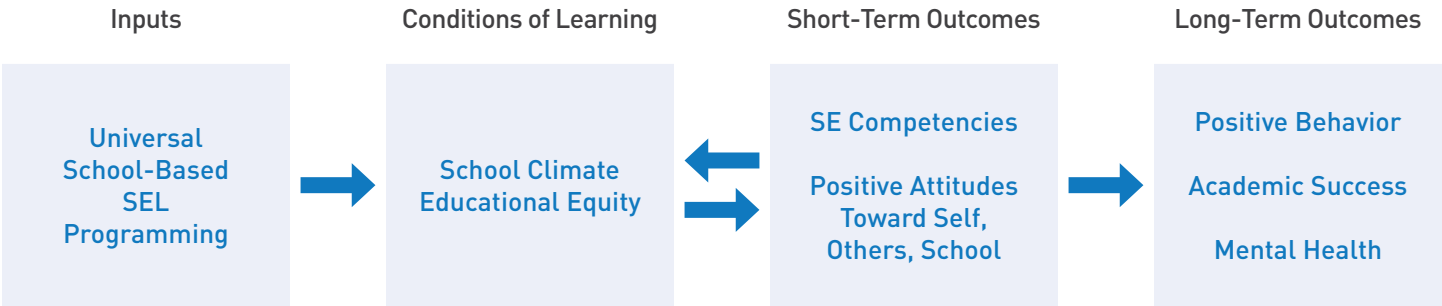 Inputs
Conditions of Learning
Short-Term Outcomes
Long-Term Outcomes
Universal
School-Based
SEL
Programming
School Climate
Educational Equity
SE Competencies
Positive Attitudes
Toward Self,
Others, School
Positive Behavior
Academic Success
Mental Health